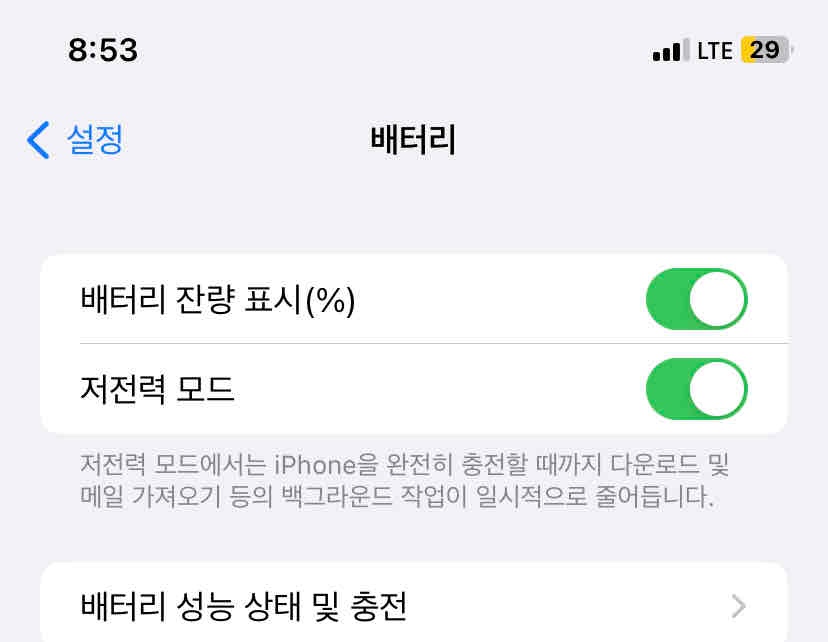 8:53 LTE 29
설정 배터리
배터리 잔량 표시(%)
저전력 모드
저전력 모드에서는 iPhone을 완전히 충전할 때까지 다운로드 및
메일 가져오기 등의 백그라운드 작업이 일시적으로 줄어듭니다.
배터리 성능 상태 및 충전